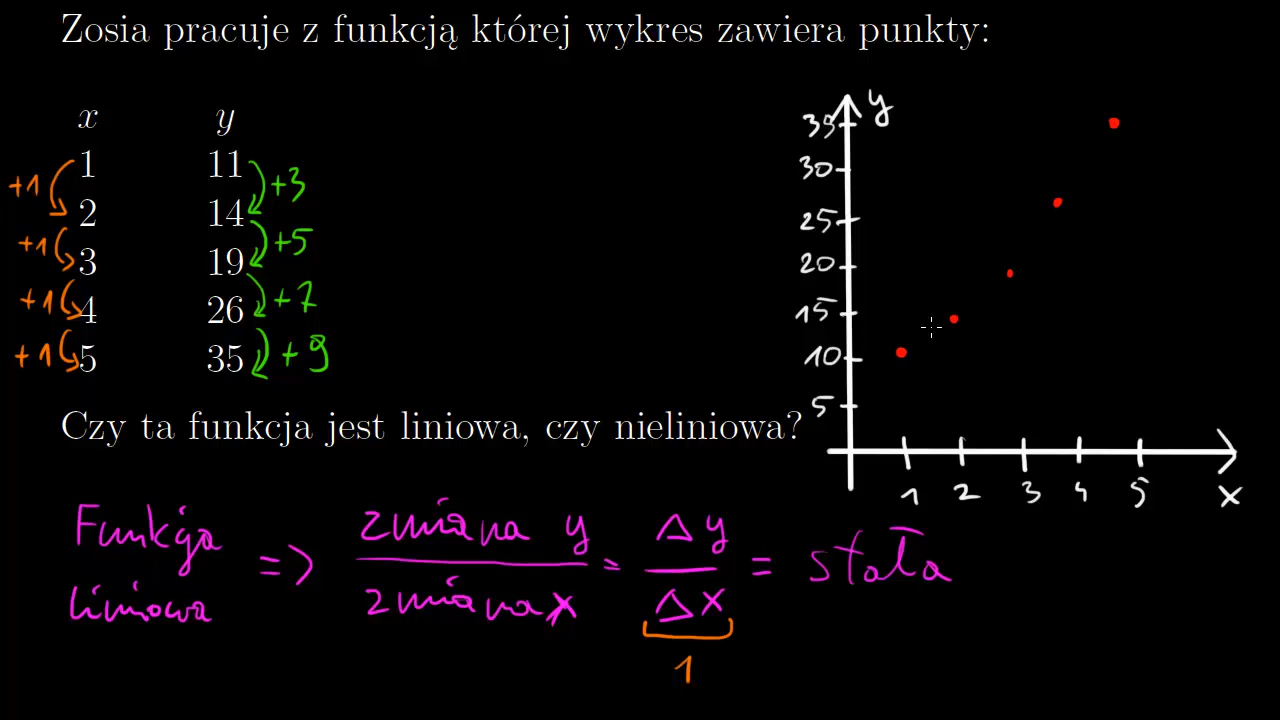 Zosia pracuje z funkcją której wykres zawiera punkty:
x y
1 11
2 14
3 19
4 26
5 35
+1 +3
+1 +5
+1 +7
+1 +9
y
35
30
25
20
15
10
5
1 2 3 4 5 x
Czy ta funkcja jest liniowa, czy nieliniowa?
Funkcja liniowa => zmiana y / zmiana x = Δy / Δx = stała
1